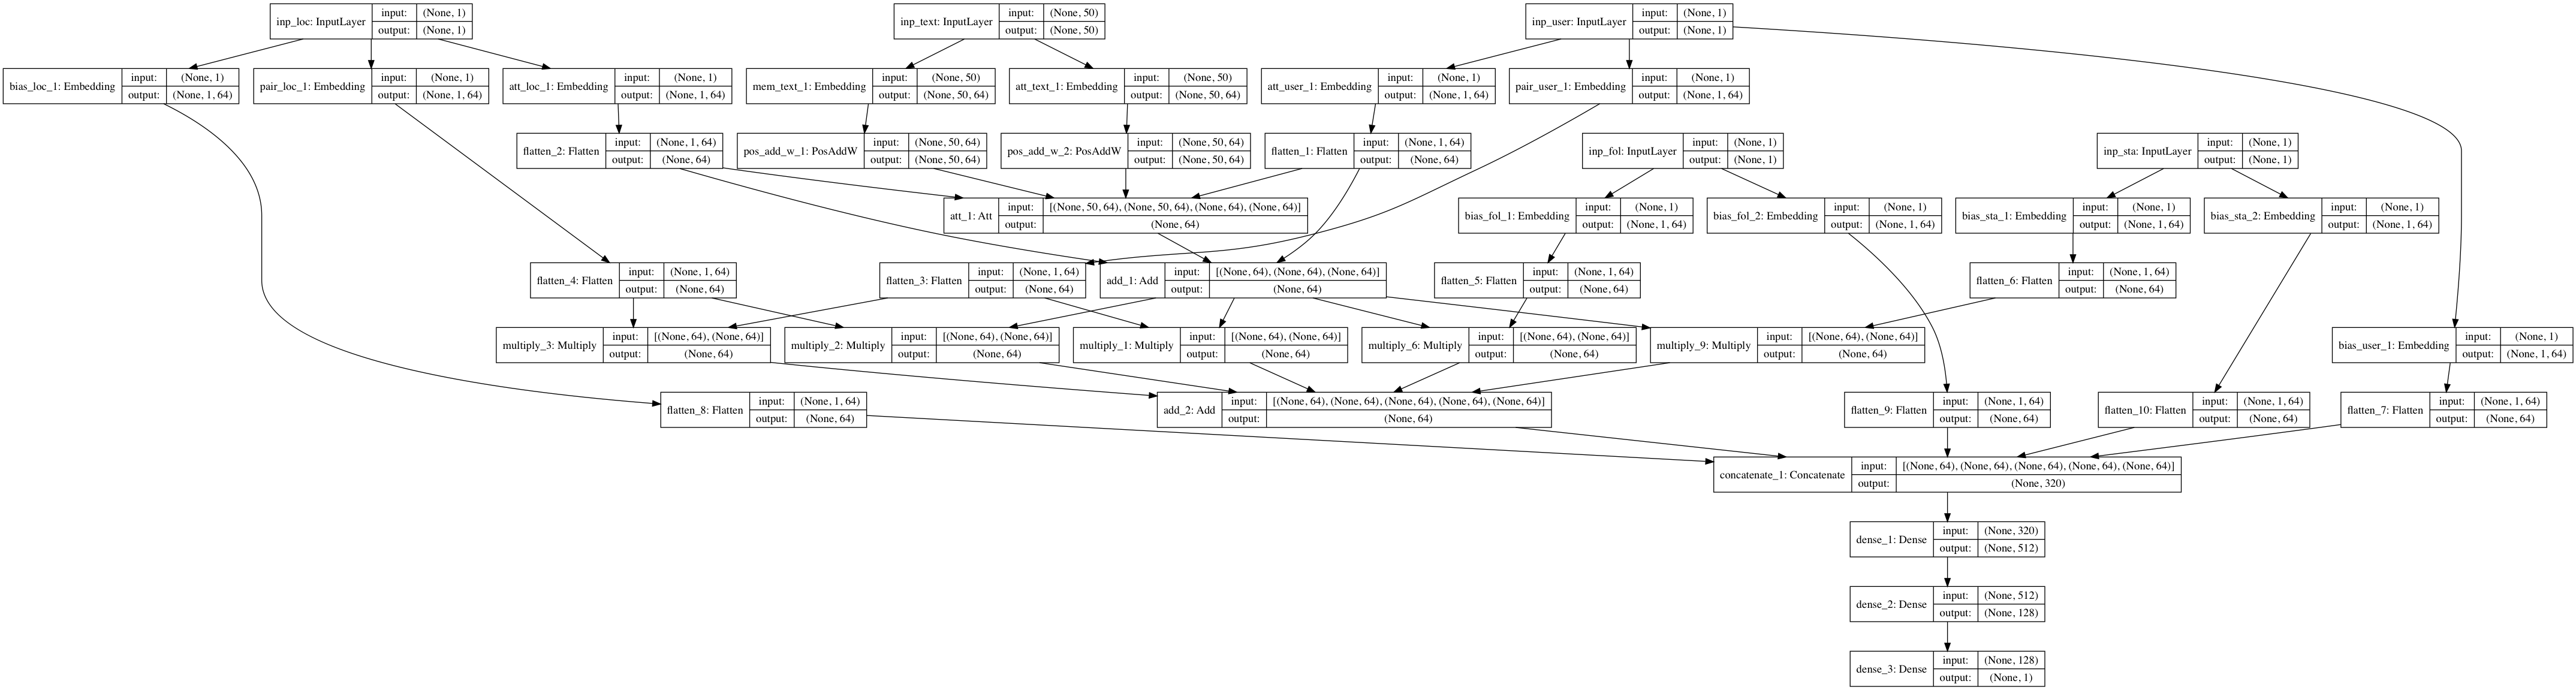 inp_loc: InputLayer input: (None, 1)
output: (None, 1)
inp_text: InputLayer input: (None, 50)
output: (None, 50)
inp_user: InputLayer input: (None, 1)
output: (None, 1)
bias_loc_1: Embedding input: (None, 1)
output: (None, 1, 64)
pair_loc_1: Embedding input: (None, 1)
output: (None, 1, 64)
att_loc_1: Embedding input: (None, 1)
output: (None, 1, 64)
mem_text_1: Embedding input: (None, 50)
output: (None, 50, 64)
att_text_1: Embedding input: (None, 50)
output: (None, 50, 64)
att_user_1: Embedding input: (None, 1)
output: (None, 1, 64)
pair_user_1: Embedding input: (None, 1)
output: (None, 1, 64)
flatten_2: Flatten input: (None, 1, 64)
output: (None, 64)
pos_add_w_1: PosAddW input: (None, 50, 64)
output: (None, 50, 64)
pos_add_w_2: PosAddW input: (None, 50, 64)
output: (None, 50, 64)
flatten_1: Flatten input: (None, 1, 64)
output: (None, 64)
inp_fol: InputLayer input: (None, 1)
output: (None, 1)
inp_sta: InputLayer input: (None, 1)
output: (None, 1)
att_1: Att input: [(None, 50, 64), (None, 50, 64), (None, 64), (None, 64)]
output: (None, 64)
bias_fol_1: Embedding input: (None, 1)
output: (None, 1, 64)
bias_fol_2: Embedding input: (None, 1)
output: (None, 1, 64)
bias_sta_1: Embedding input: (None, 1)
output: (None, 1, 64)
bias_sta_2: Embedding input: (None, 1)
output: (None, 1, 64)
flatten_4: Flatten input: (None, 1, 64)
output: (None, 64)
flatten_3: Flatten input: (None, 1, 64)
output: (None, 64)
add_1: Add input: [(None, 64), (None, 64), (None, 64)]
output: (None, 64)
flatten_5: Flatten input: (None, 1, 64)
output: (None, 64)
flatten_6: Flatten input: (None, 1, 64)
output: (None, 64)
multiply_3: Multiply input: [(None, 64), (None, 64)]
output: (None, 64)
multiply_2: Multiply input: [(None, 64), (None, 64)]
output: (None, 64)
multiply_1: Multiply input: [(None, 64), (None, 64)]
output: (None, 64)
multiply_6: Multiply input: [(None, 64), (None, 64)]
output: (None, 64)
multiply_9: Multiply input: [(None, 64), (None, 64)]
output: (None, 64)
bias_user_1: Embedding input: (None, 1)
output: (None, 1, 64)
flatten_8: Flatten input: (None, 1, 64)
output: (None, 64)
add_2: Add input: [(None, 64), (None, 64), (None, 64), (None, 64), (None, 64)]
output: (None, 64)
flatten_9: Flatten input: (None, 1, 64)
output: (None, 64)
flatten_10: Flatten input: (None, 1, 64)
output: (None, 64)
flatten_7: Flatten input: (None, 1, 64)
output: (None, 64)
concatenate_1: Concatenate input: [(None, 64), (None, 64), (None, 64), (None, 64), (None, 64)]
output: (None, 320)
dense_1: Dense input: (None, 320)
output: (None, 512)
dense_2: Dense input: (None, 512)
output: (None, 128)
dense_3: Dense input: (None, 128)
output: (None, 1)